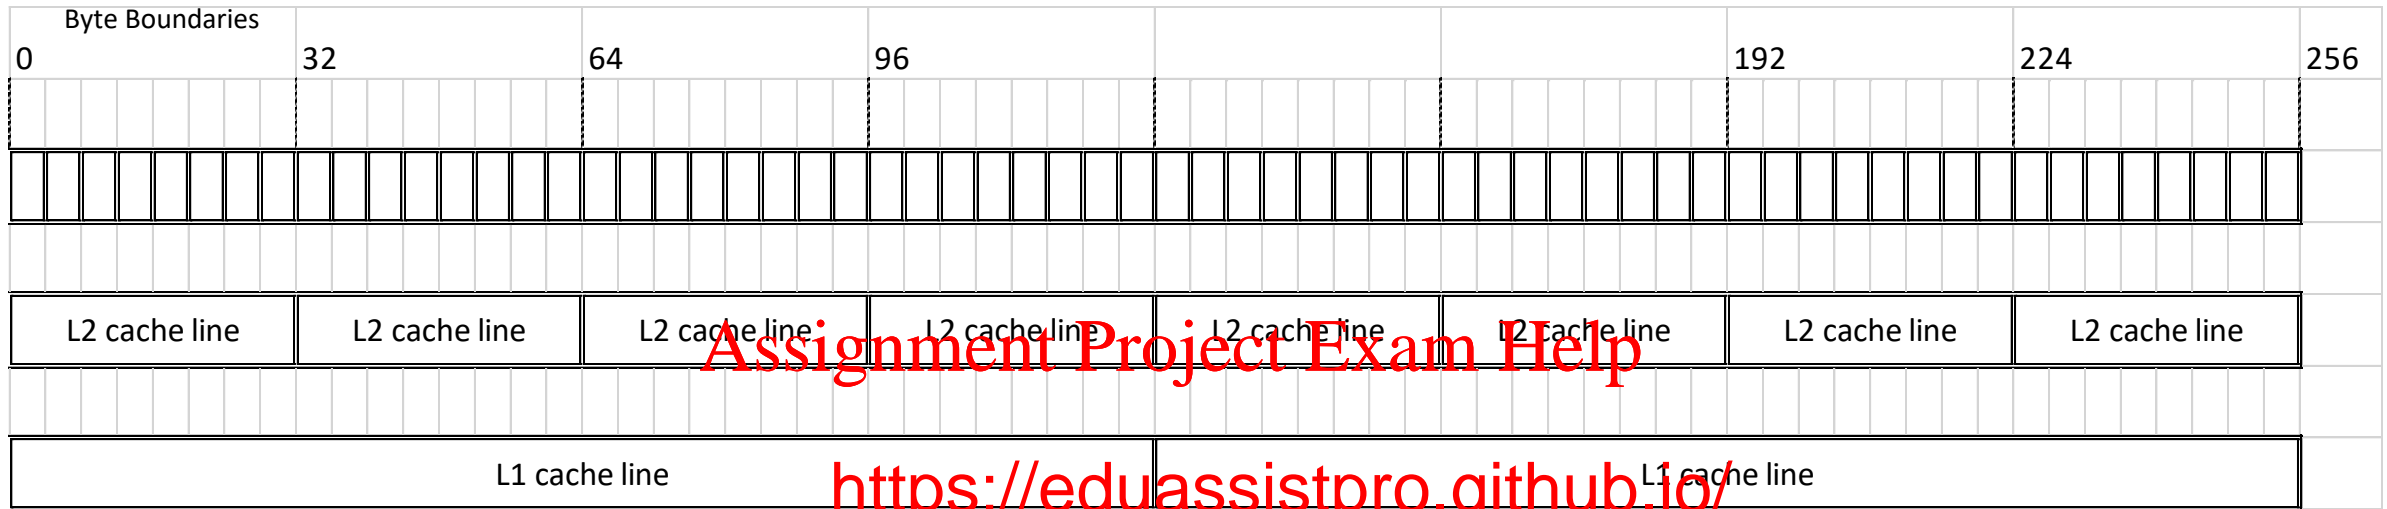 Byte Boundaries
0 32 64 96 192 224 256
L2 cache line L2 cache line L2 cache line L2 cache line L2 cache line L2 cache line L2 cache line L2 cache line
Assignment Project Exam Help
L1 cache line L1 cache line
https://eduassistpro.github.io/